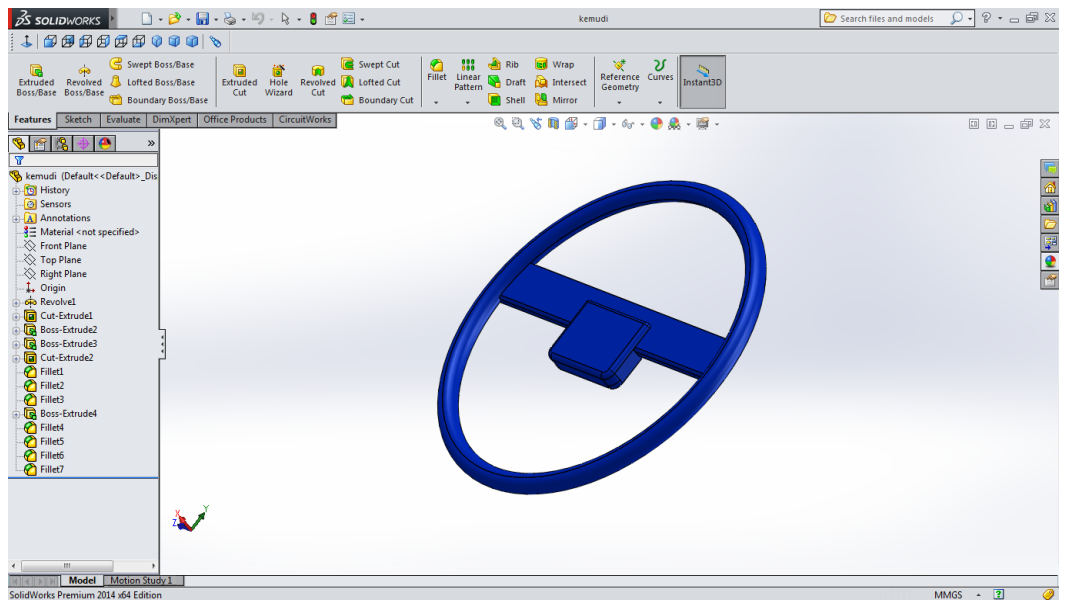 SOLIDWORKS
kemudi
Search files and models
Extruded Boss/Base
Revolved Boss/Base
Swept Boss/Base
Lofted Boss/Base
Boundary Boss/Base
Extruded Cut
Hole Wizard
Revolved Cut
Swept Cut
Lofted Cut
Boundary Cut
Fillet
Linear Pattern
Rib
Draft
Shell
Wrap
Intersect
Mirror
Reference Geometry
Curves
Instant3D
Features Sketch Evaluate DimXpert Office Products CircuitWorks
kemudi (Default<<Default>_Dis
History
Sensors
Annotations
Material <not specified>
Front Plane
Top Plane
Right Plane
Origin
Revolve1
Cut-Extrude1
Boss-Extrude2
Boss-Extrude3
Cut-Extrude2
Fillet1
Fillet2
Fillet3
Boss-Extrude4
Fillet4
Fillet5
Fillet6
Fillet7
X Y
Z
Model Motion Study 1
SolidWorks Premium 2014 x64 Edition MMGS